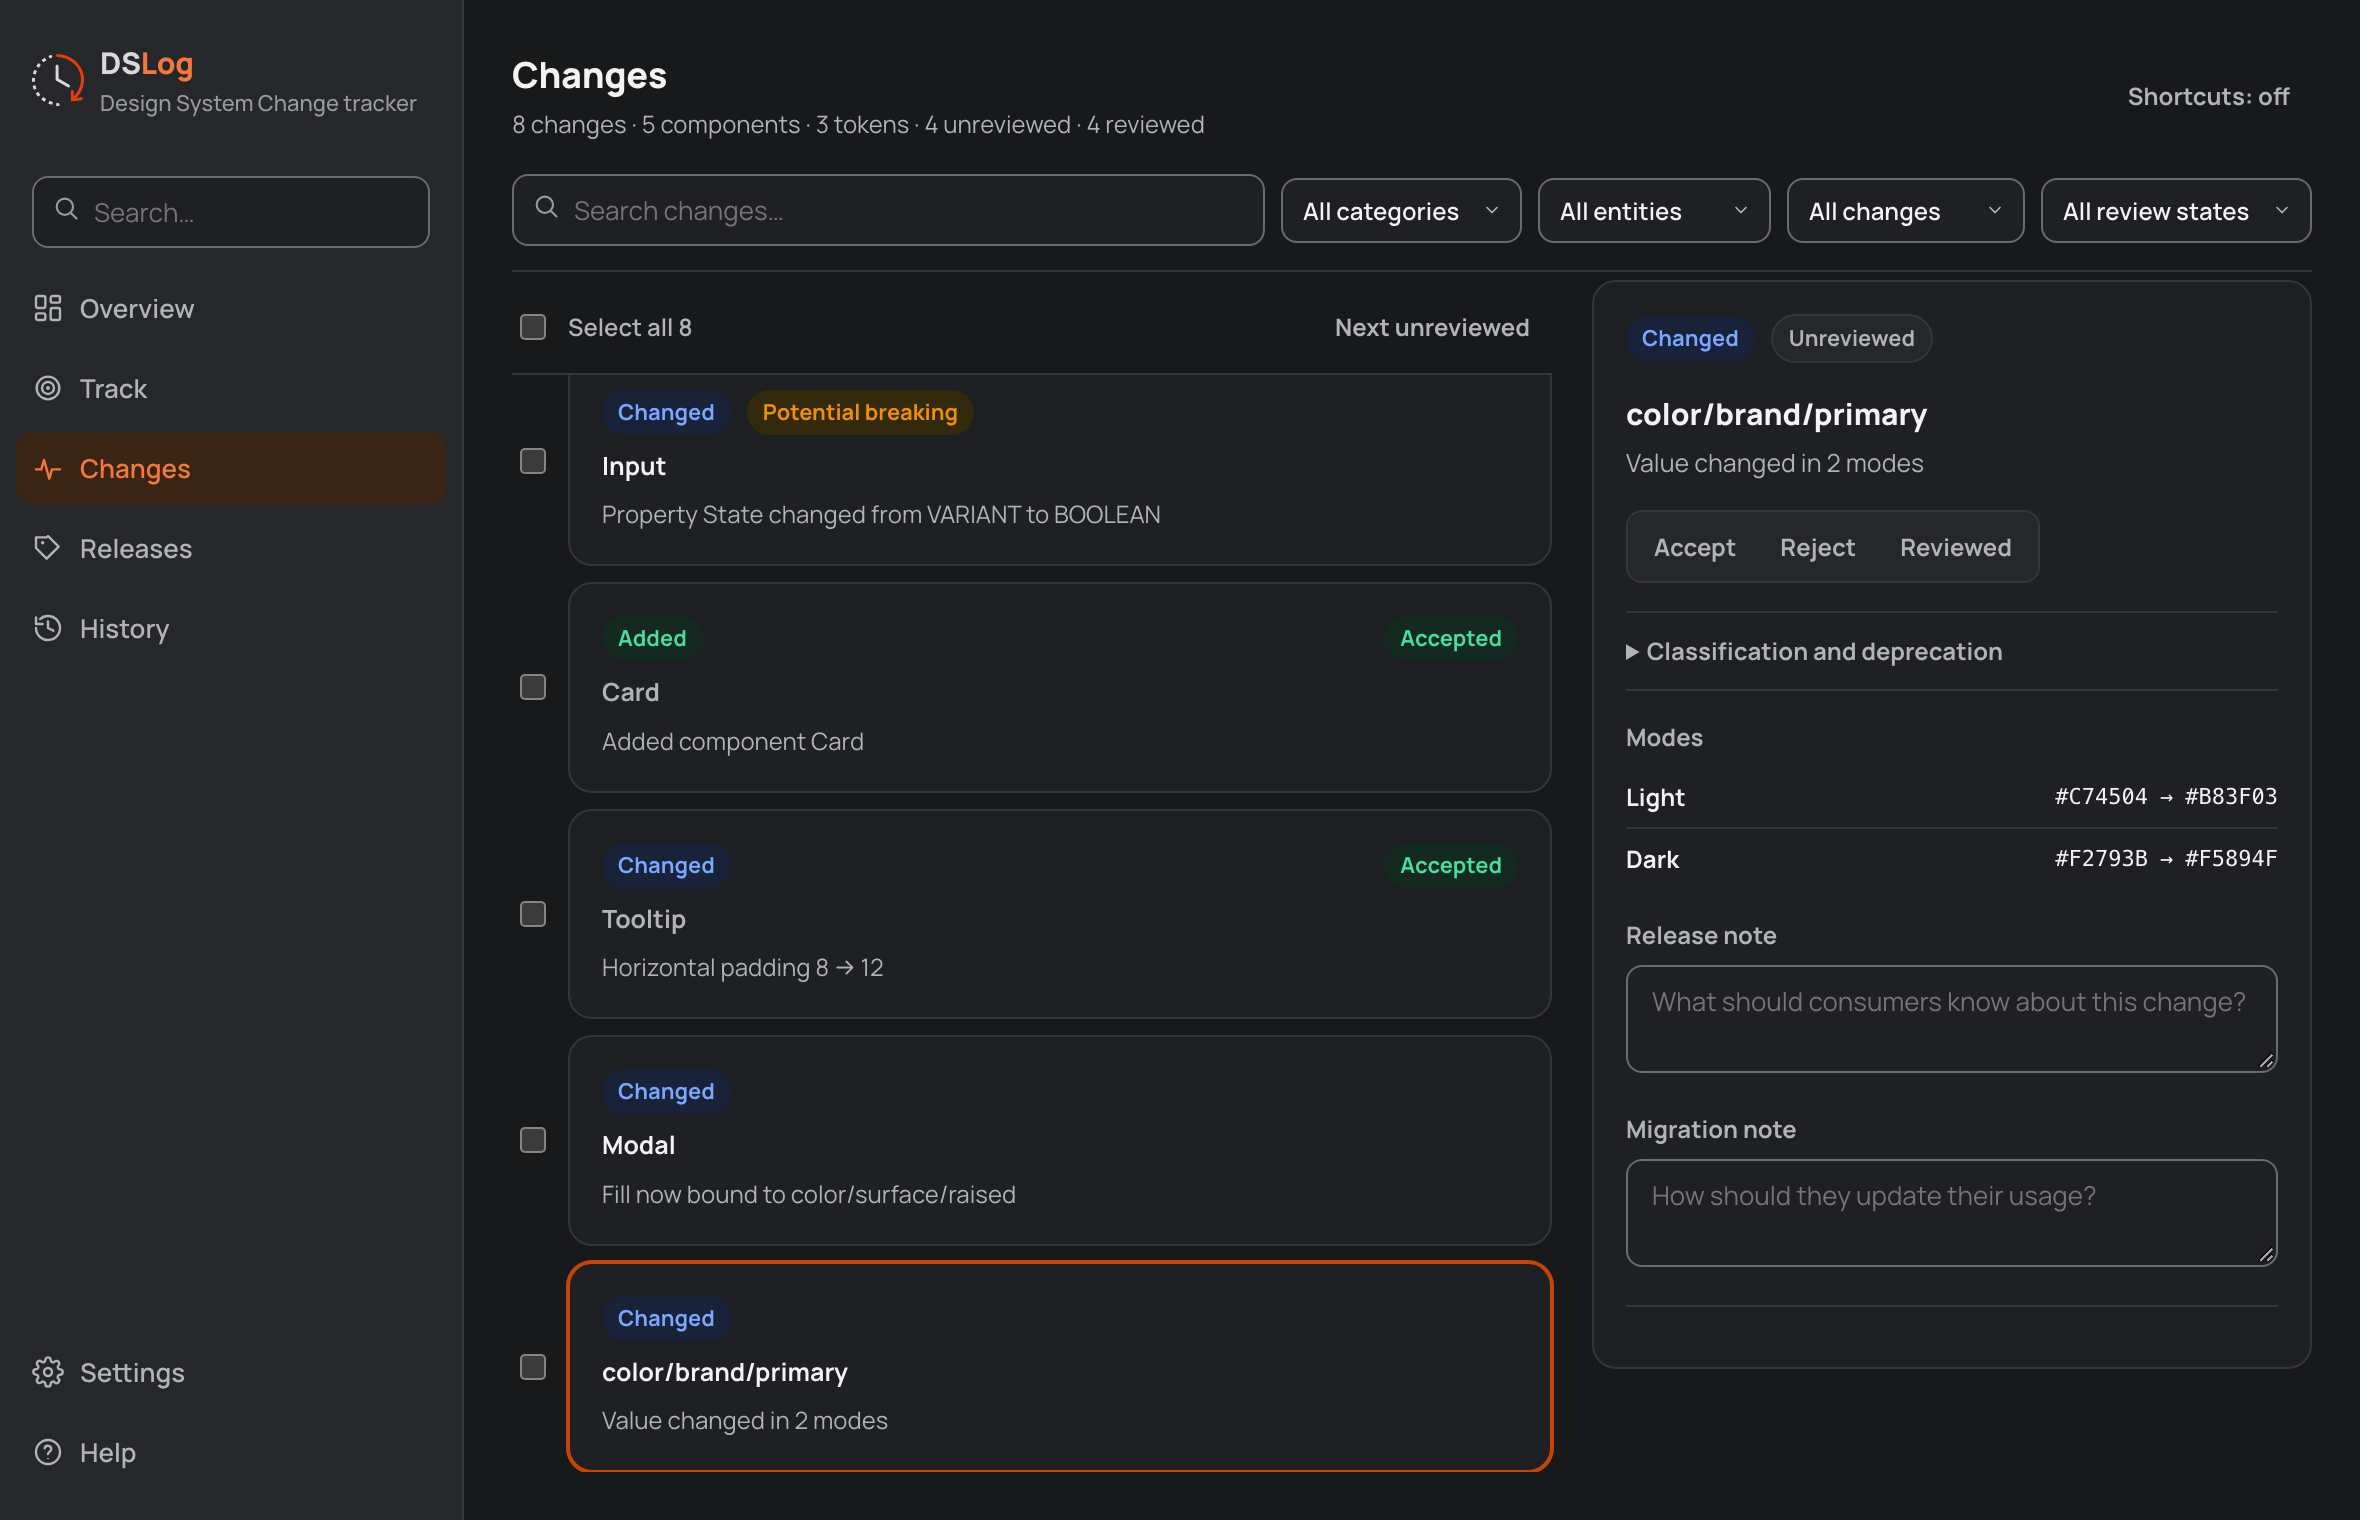 DSLog
Design System Change tracker
Search...
Overview
Track
Changes
Releases
History
Settings
Help
Changes
8 changes · 5 components · 3 tokens · 4 unreviewed · 4 reviewed
Shortcuts: off
Search changes...
All categories
All entities
All changes
All review states
Select all 8
Next unreviewed
Changed
Potential breaking
Input
Property State changed from VARIANT to BOOLEAN
Added
Accepted
Card
Added component Card
Changed
Accepted
Tooltip
Horizontal padding 8 → 12
Changed
Modal
Fill now bound to color/surface/raised
Changed
color/brand/primary
Value changed in 2 modes
Changed
Unreviewed
color/brand/primary
Value changed in 2 modes
Accept
Reject
Reviewed
Classification and deprecation
Modes
Light
#C74504 → #B83F03
Dark
#F2793B → #F5894F
Release note
What should consumers know about this change?
Migration note
How should they update their usage?